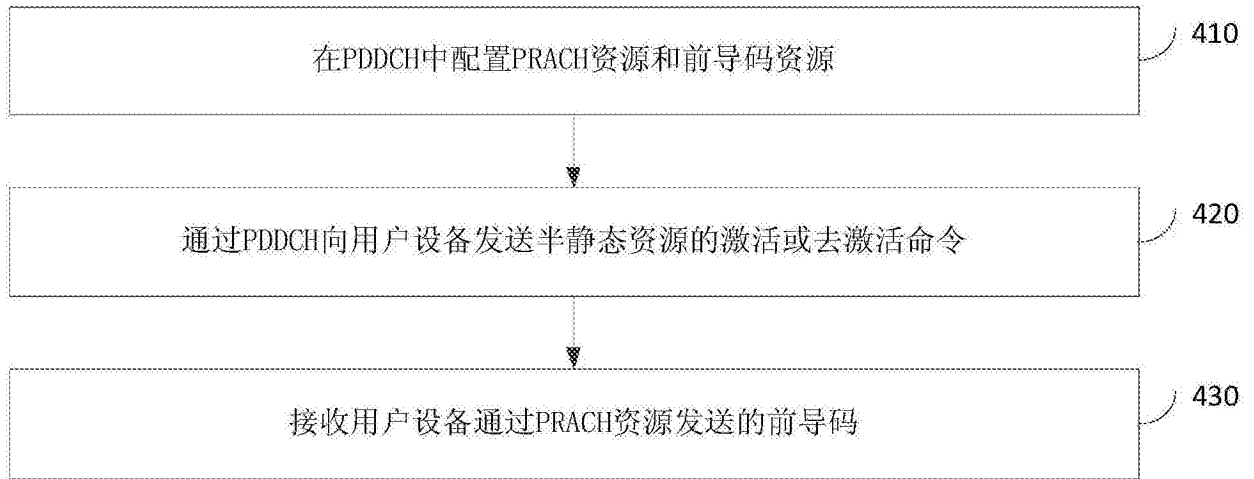 在PDDCH中配置PRACH资源和前导码资源
410
通过PDDCH向用户设备发送半静态资源的激活或去激活命令
420
接收用户设备通过PRACH资源发送的前导码
430